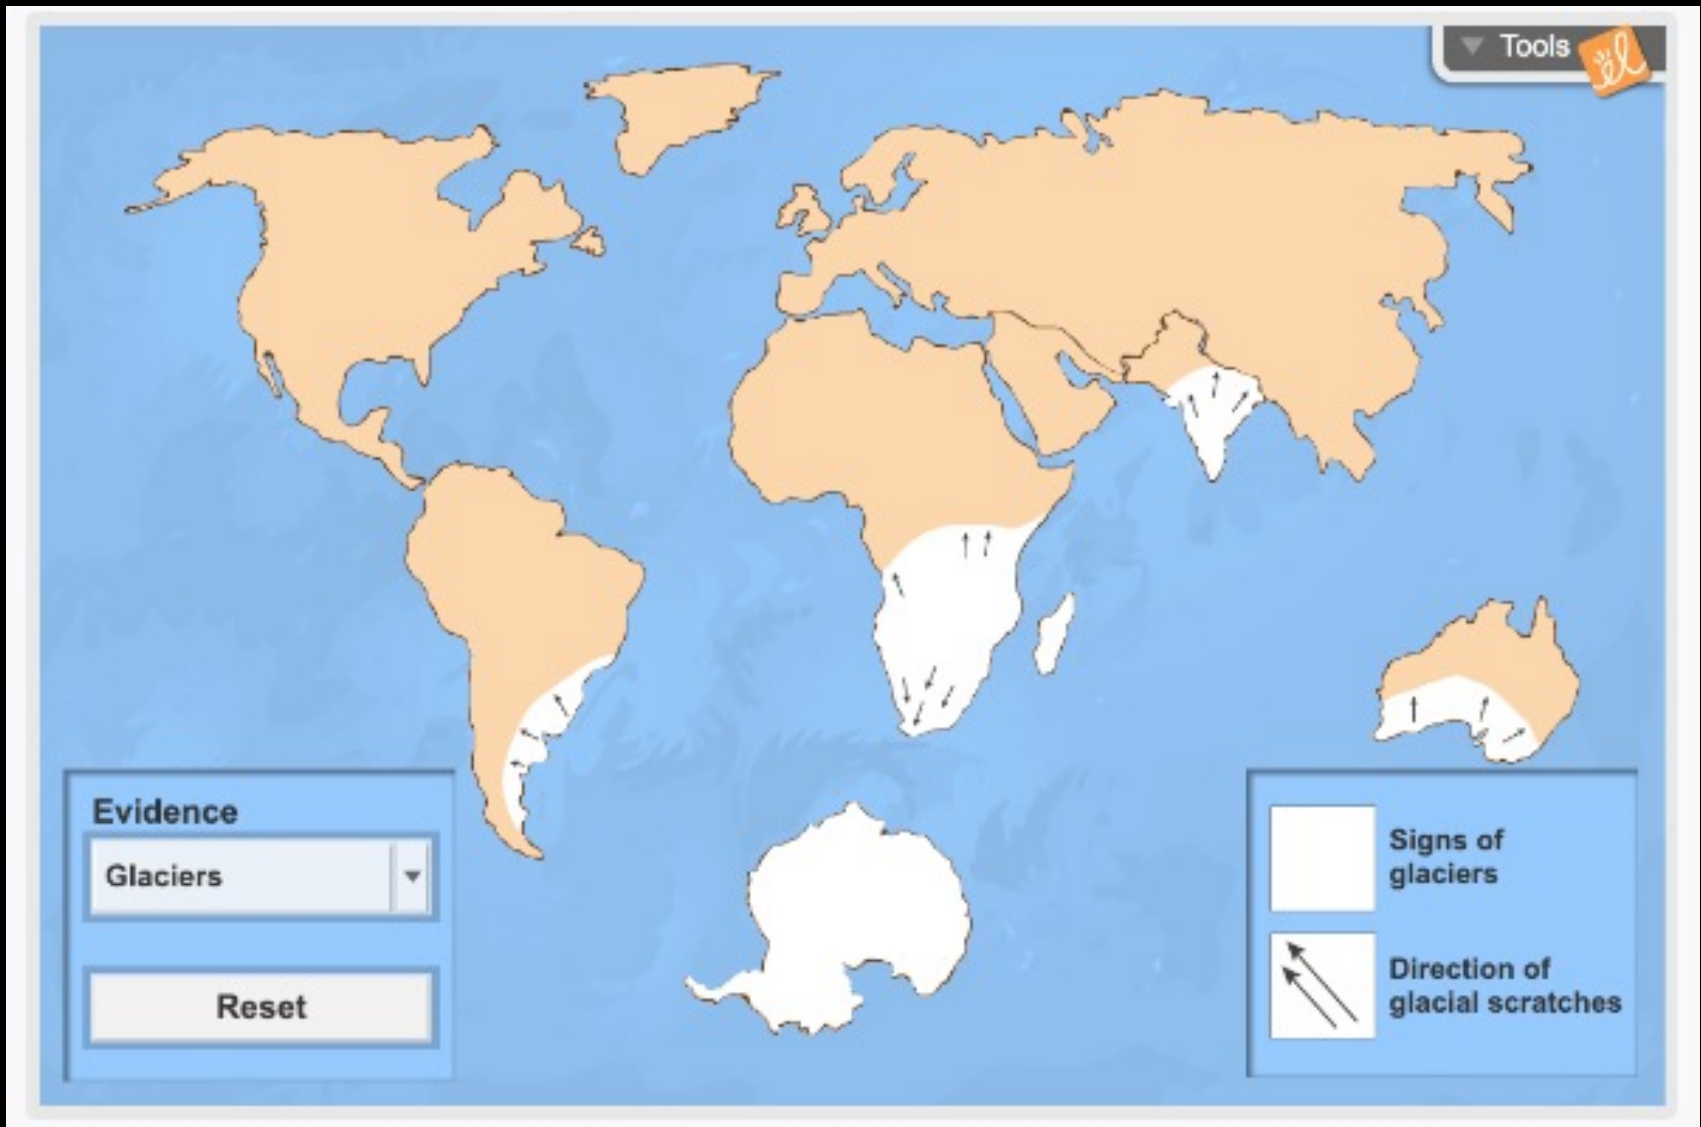 Tools
Evidence
Glaciers
Reset
Signs of
glaciers
Direction of
glacial scratches